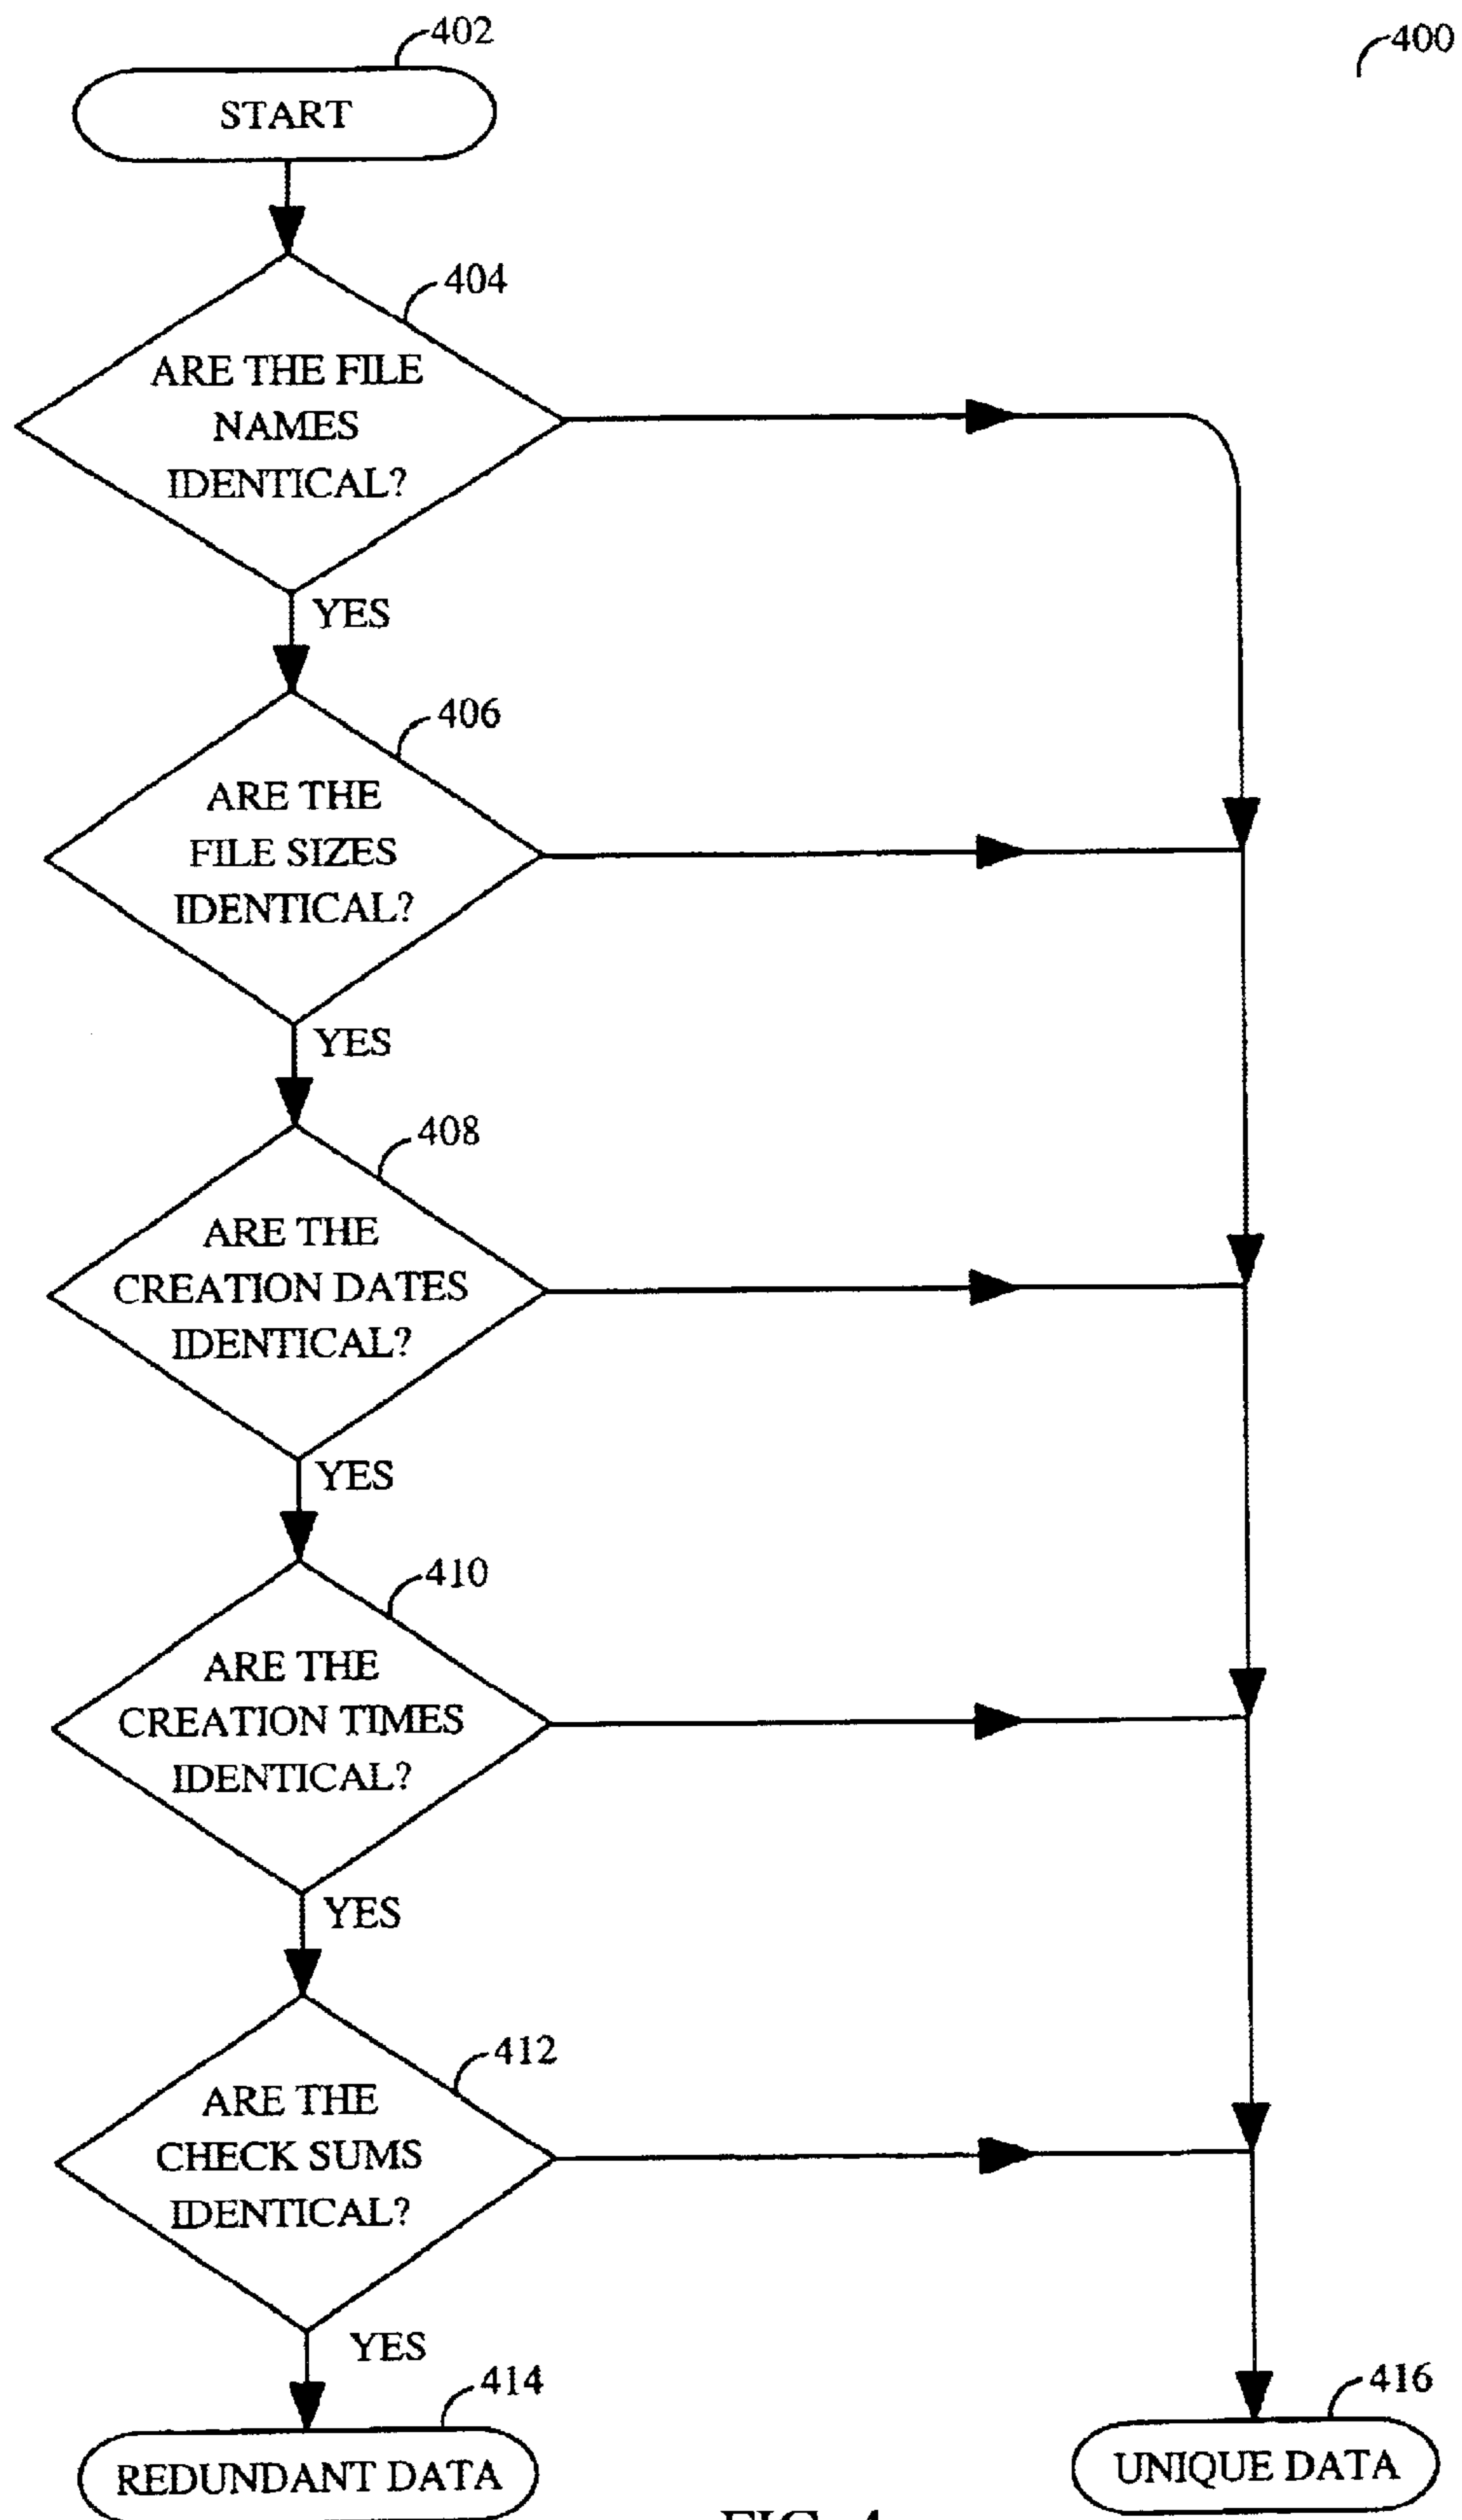 402
400
START
404
ARE THE FILE
NAMES
IDENTICAL?
YES
406
ARE THE
FILE SIZES
IDENTICAL?
YES
408
ARE THE
CREATION DATES
IDENTICAL?
YES
410
ARE THE
CREATION TIMES
IDENTICAL?
YES
412
ARE THE
CHECK SUMS
IDENTICAL?
YES
414
416
REDUNDANT DATA
UNIQUE DATA
FIG. 4